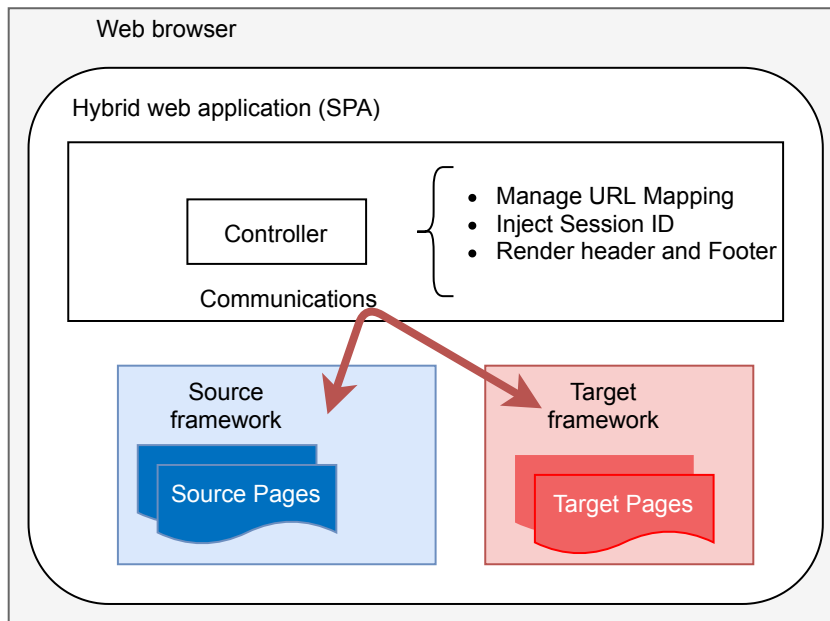 Web browser
Hybrid web application (SPA)
Controller
• Manage URL Mapping
• Inject Session ID
• Render header and Footer
Communications
Source
framework
Source Pages
Target
framework
Target Pages